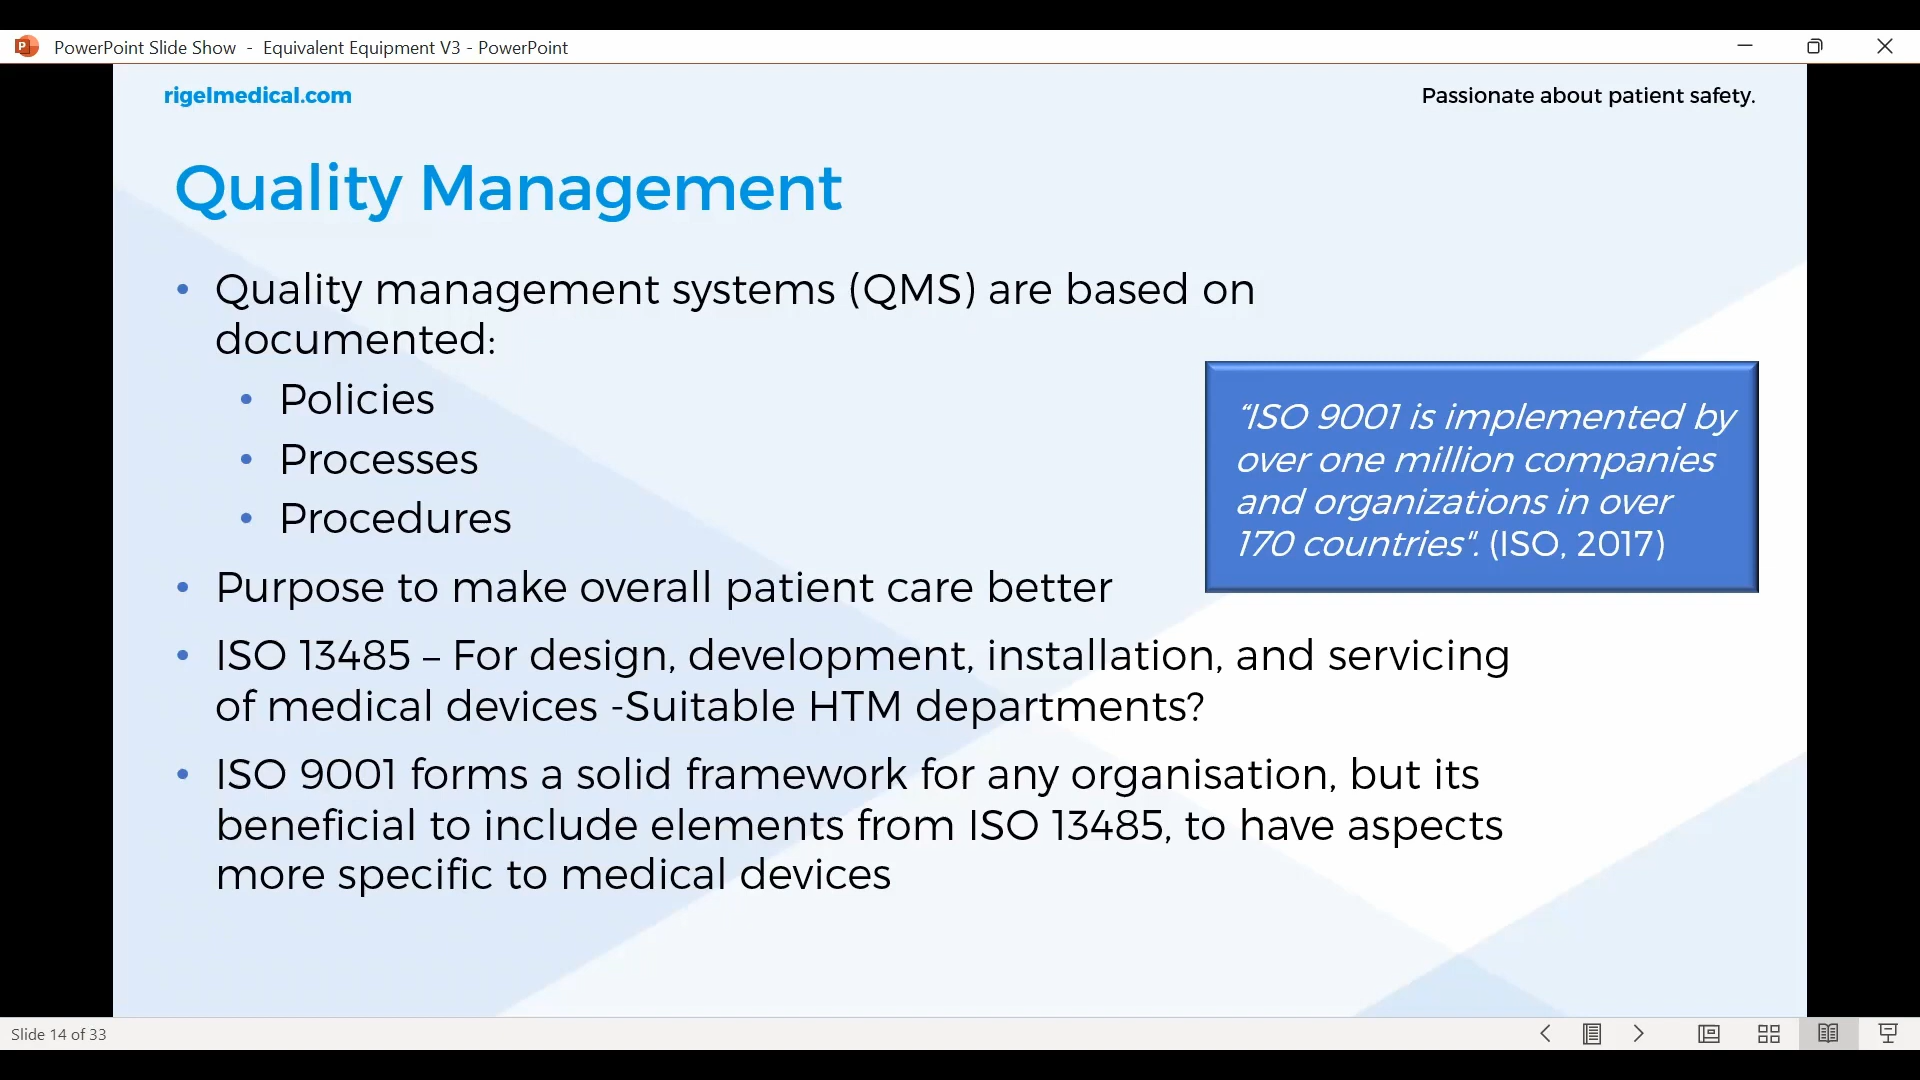 PowerPoint Slide Show - Equivalent Equipment V3 - PowerPoint
rigelmedical.com
Passionate about patient safety.
Quality Management
• Quality management systems (QMS) are based on
documented:
• Policies
• Processes
• Procedures
• Purpose to make overall patient care better
• ISO 13485 – For design, development, installation, and servicing
of medical devices -Suitable HTM departments?
• ISO 9001 forms a solid framework for any organisation, but its
beneficial to include elements from ISO 13485, to have aspects
more specific to medical devices
“ISO 9001 is implemented by
over one million companies
and organizations in over
170 countries". (ISO, 2017)
Slide 14 of 33